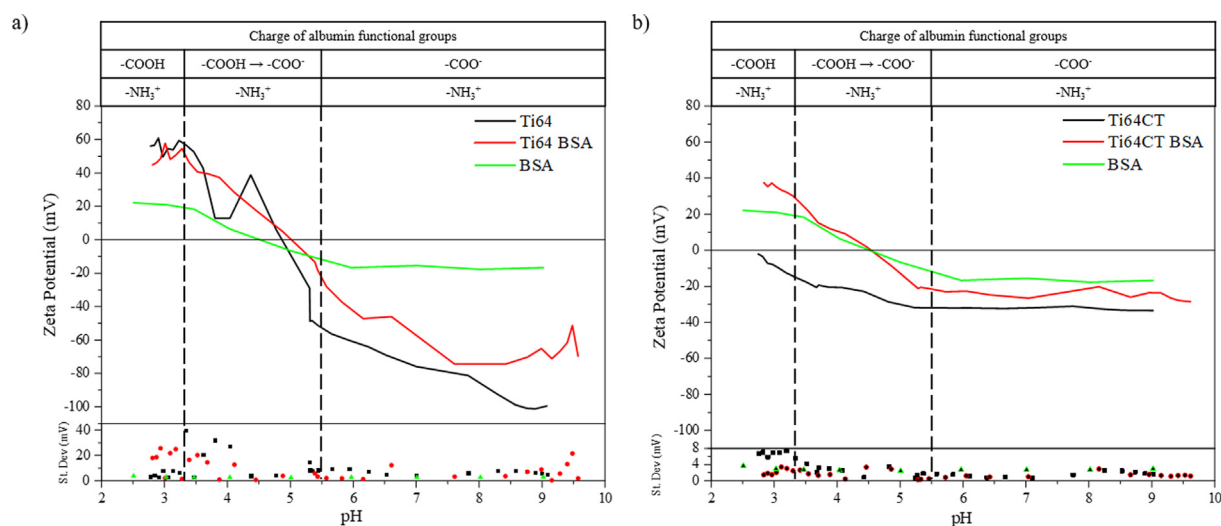 a)
Charge of albumin functional groups
-COOH -COOH → -COO⁻ -COO⁻
-NH₃⁺ -NH₃⁺ -NH₃⁺
Ti64
Ti64 BSA
BSA
80
60
40
20
0
-20
-40
-60
-80
-100
Zeta Potential (mV)
40
20
0
St. Dev (mV)
2 3 4 5 6 7 8 9 10
pH
b)
Charge of albumin functional groups
-COOH -COOH → -COO⁻ -COO⁻
-NH₃⁺ -NH₃⁺ -NH₃⁺
Ti64CT
Ti64CT BSA
BSA
80
60
40
20
0
-20
-40
-60
-80
-100
Zeta Potential (mV)
8
4
0
St. Dev (mV)
2 3 4 5 6 7 8 9 10
pH